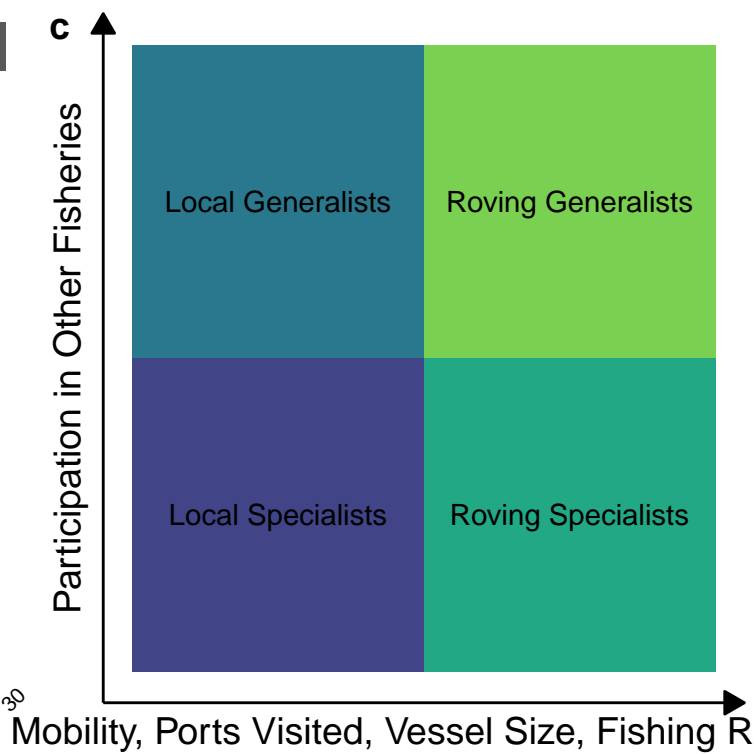 c
Participation in Other Fisheries
Local Generalists
Roving Generalists
Local Specialists
Roving Specialists
30
Mobility, Ports Visited, Vessel Size, Fishing R